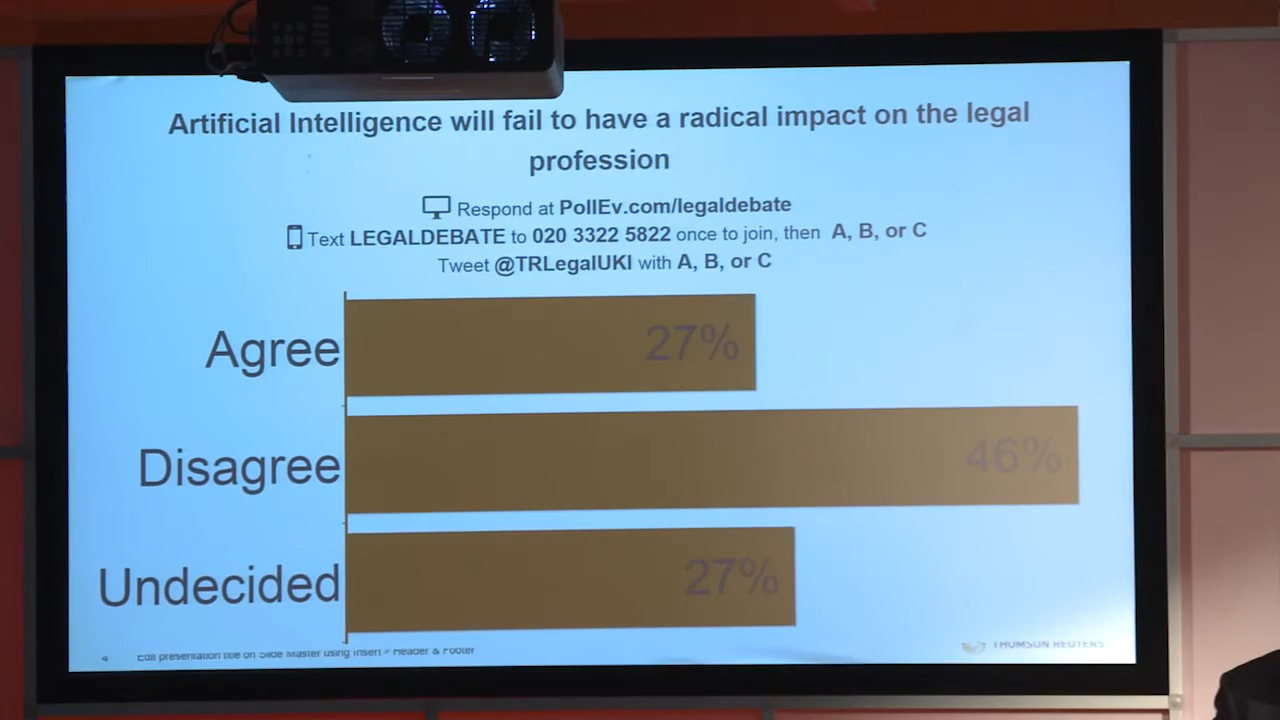 Artificial Intelligence will fail to have a radical impact on the legal
profession
Respond at PollEv.com/legaldebate
Text LEGALDEBATE to 020 3322 5822 once to join, then A, B, or C
Tweet @TRLegalUKI with A, B, or C
Agree 27%
Disagree 46%
Undecided 27%
4 Edit presentation title on Slide Master using Insert > Header & Footer
THOMSON REUTERS